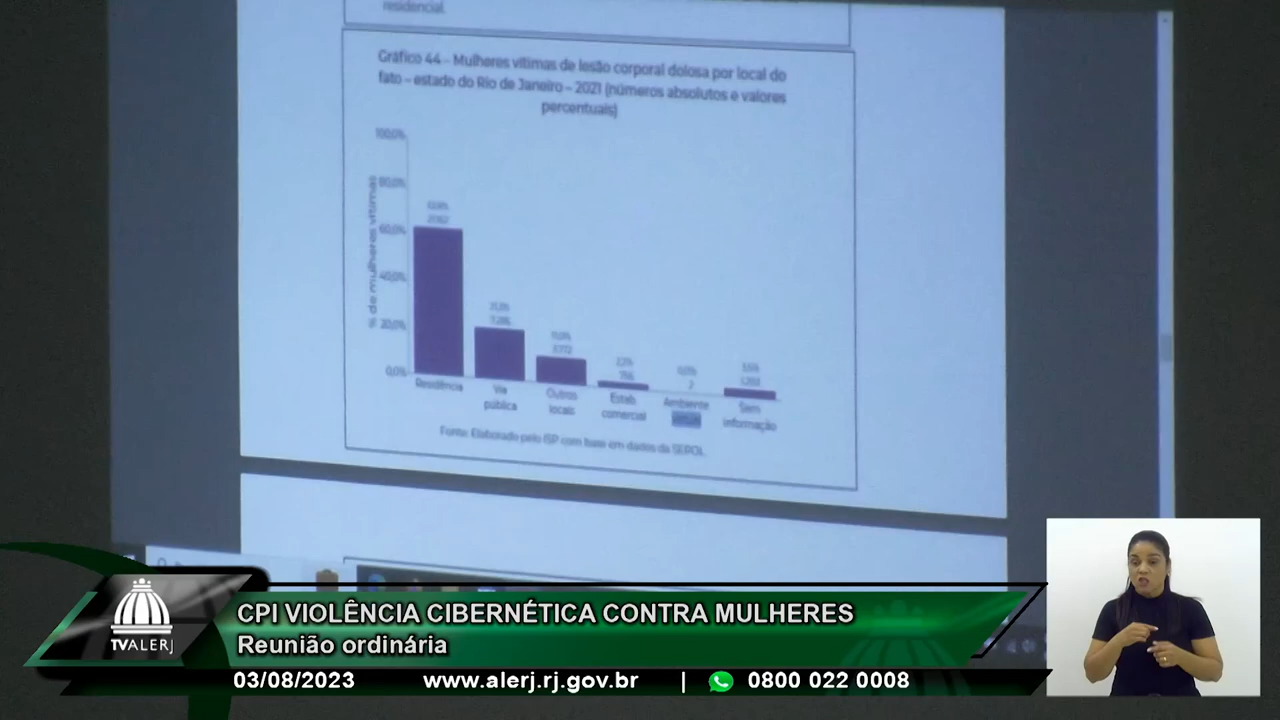 residencial.
Gráfico 44 – Mulheres vítimas de lesão corporal dolosa por local do
fato – estado do Rio de Janeiro – 2021 (números absolutos e valores
percentuais)
100,0%
80,0%
60,0%
40,0%
20,0%
0,0%
% de mulheres vítimas
Residência
Via
pública
Outros
locais
Estab.
comercial
2
Ambiente
Sem
informação
Fonte: Elaborado pelo ISP com base em dados da SEPOL.
CPI VIOLÊNCIA CIBERNÉTICA CONTRA MULHERES
Reunião ordinária
TVALERJ
03/08/2023 www.alerj.rj.gov.br | 0800 022 0008